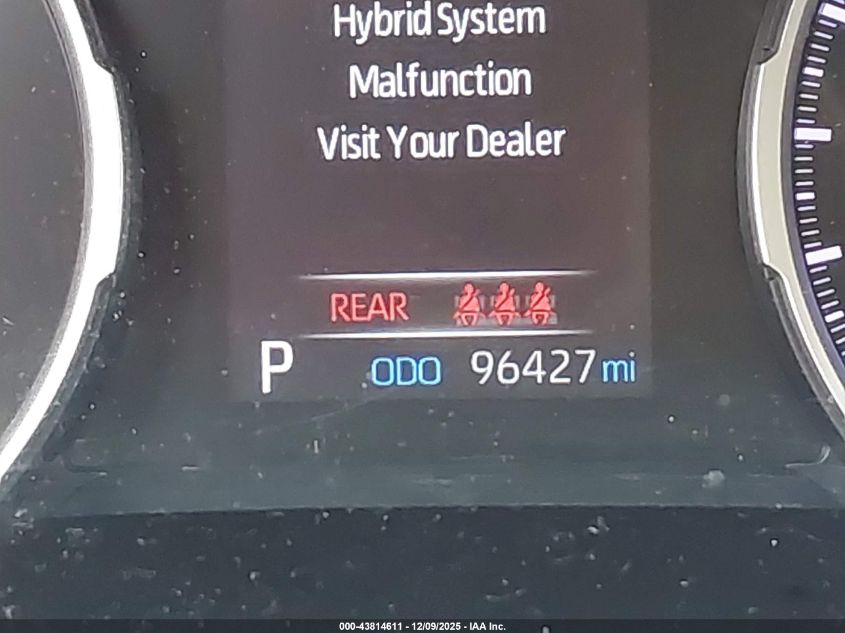 Hybrid System
Malfunction
Visit Your Dealer
REAR
P ODO 96427 mi
000-43814611 - 12/09/2025 - IAA Inc.